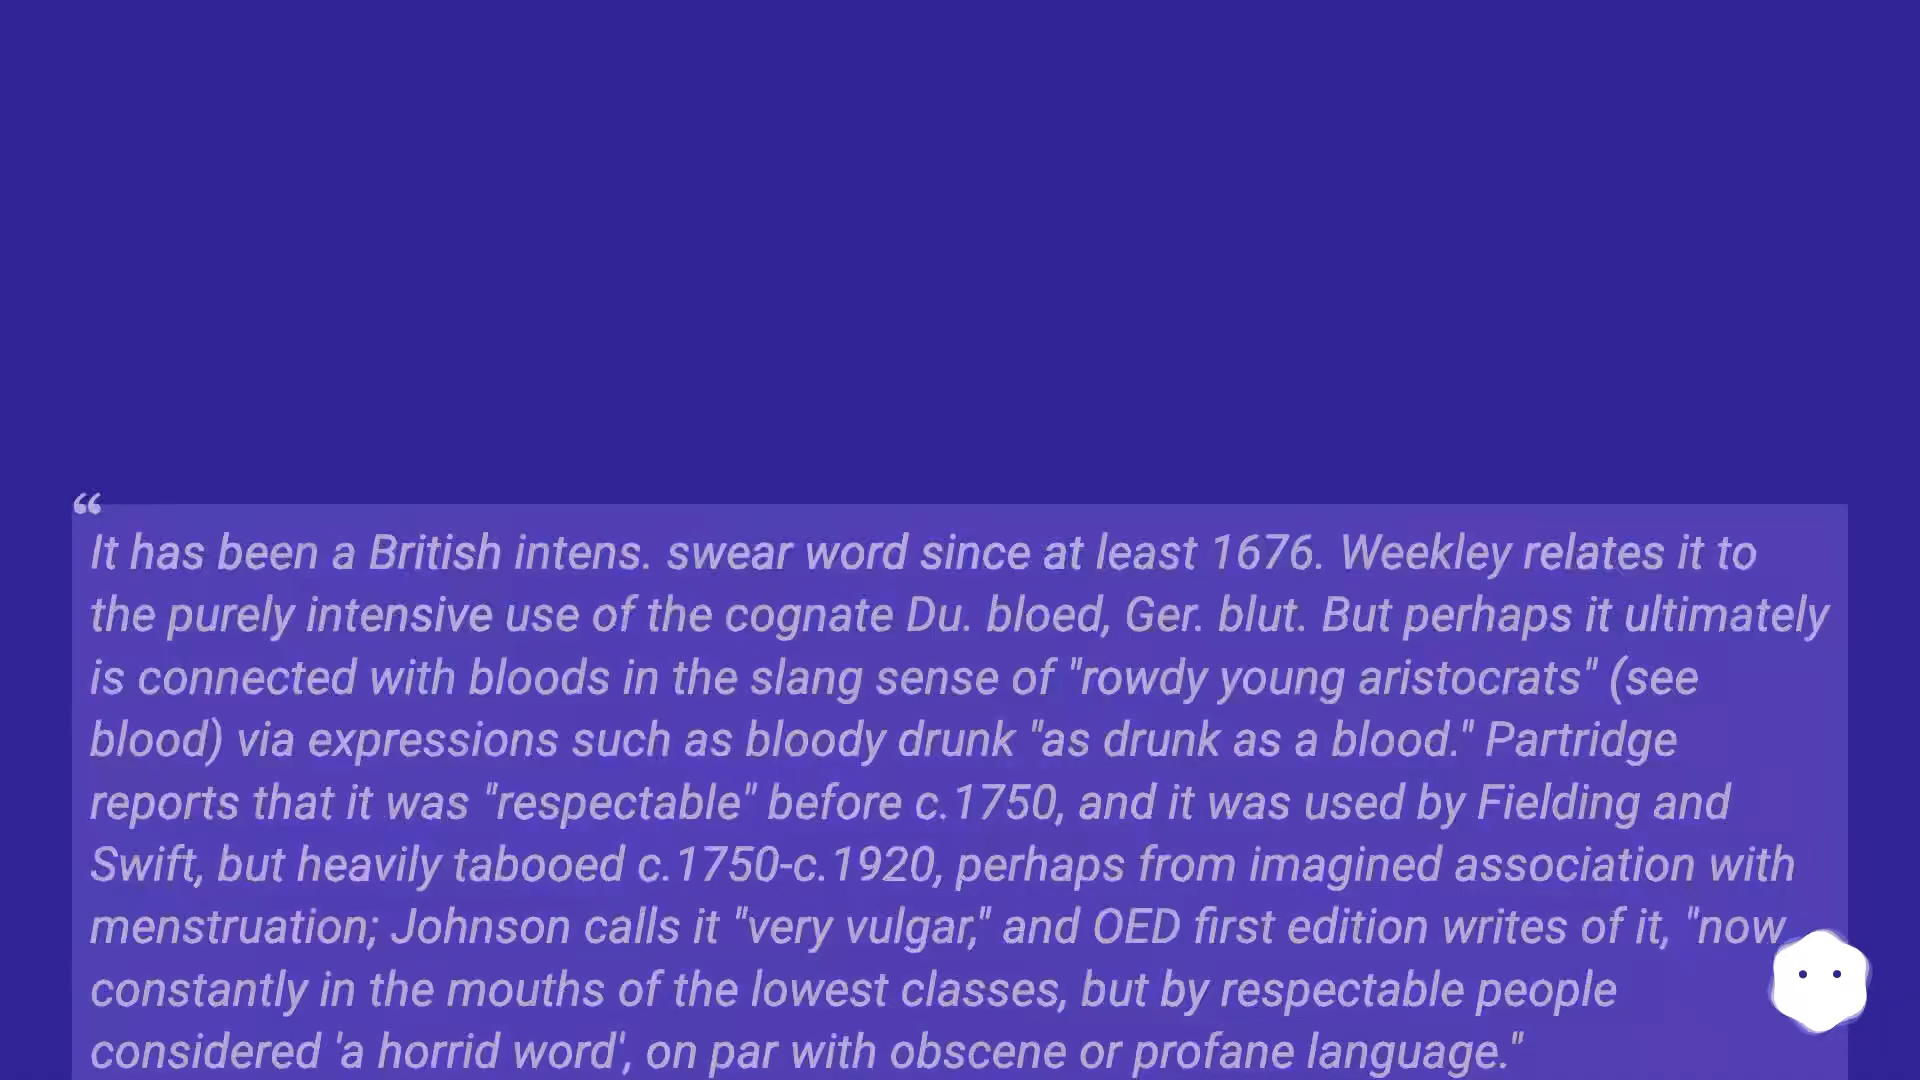 “
It has been a British intens. swear word since at least 1676. Weekley relates it to
the purely intensive use of the cognate Du. bloed, Ger. blut. But perhaps it ultimately
is connected with bloods in the slang sense of "rowdy young aristocrats" (see
blood) via expressions such as bloody drunk "as drunk as a blood." Partridge
reports that it was "respectable" before c.1750, and it was used by Fielding and
Swift, but heavily tabooed c.1750-c.1920, perhaps from imagined association with
menstruation; Johnson calls it "very vulgar," and OED first edition writes of it, "now
constantly in the mouths of the lowest classes, but by respectable people
considered 'a horrid word', on par with obscene or profane language."